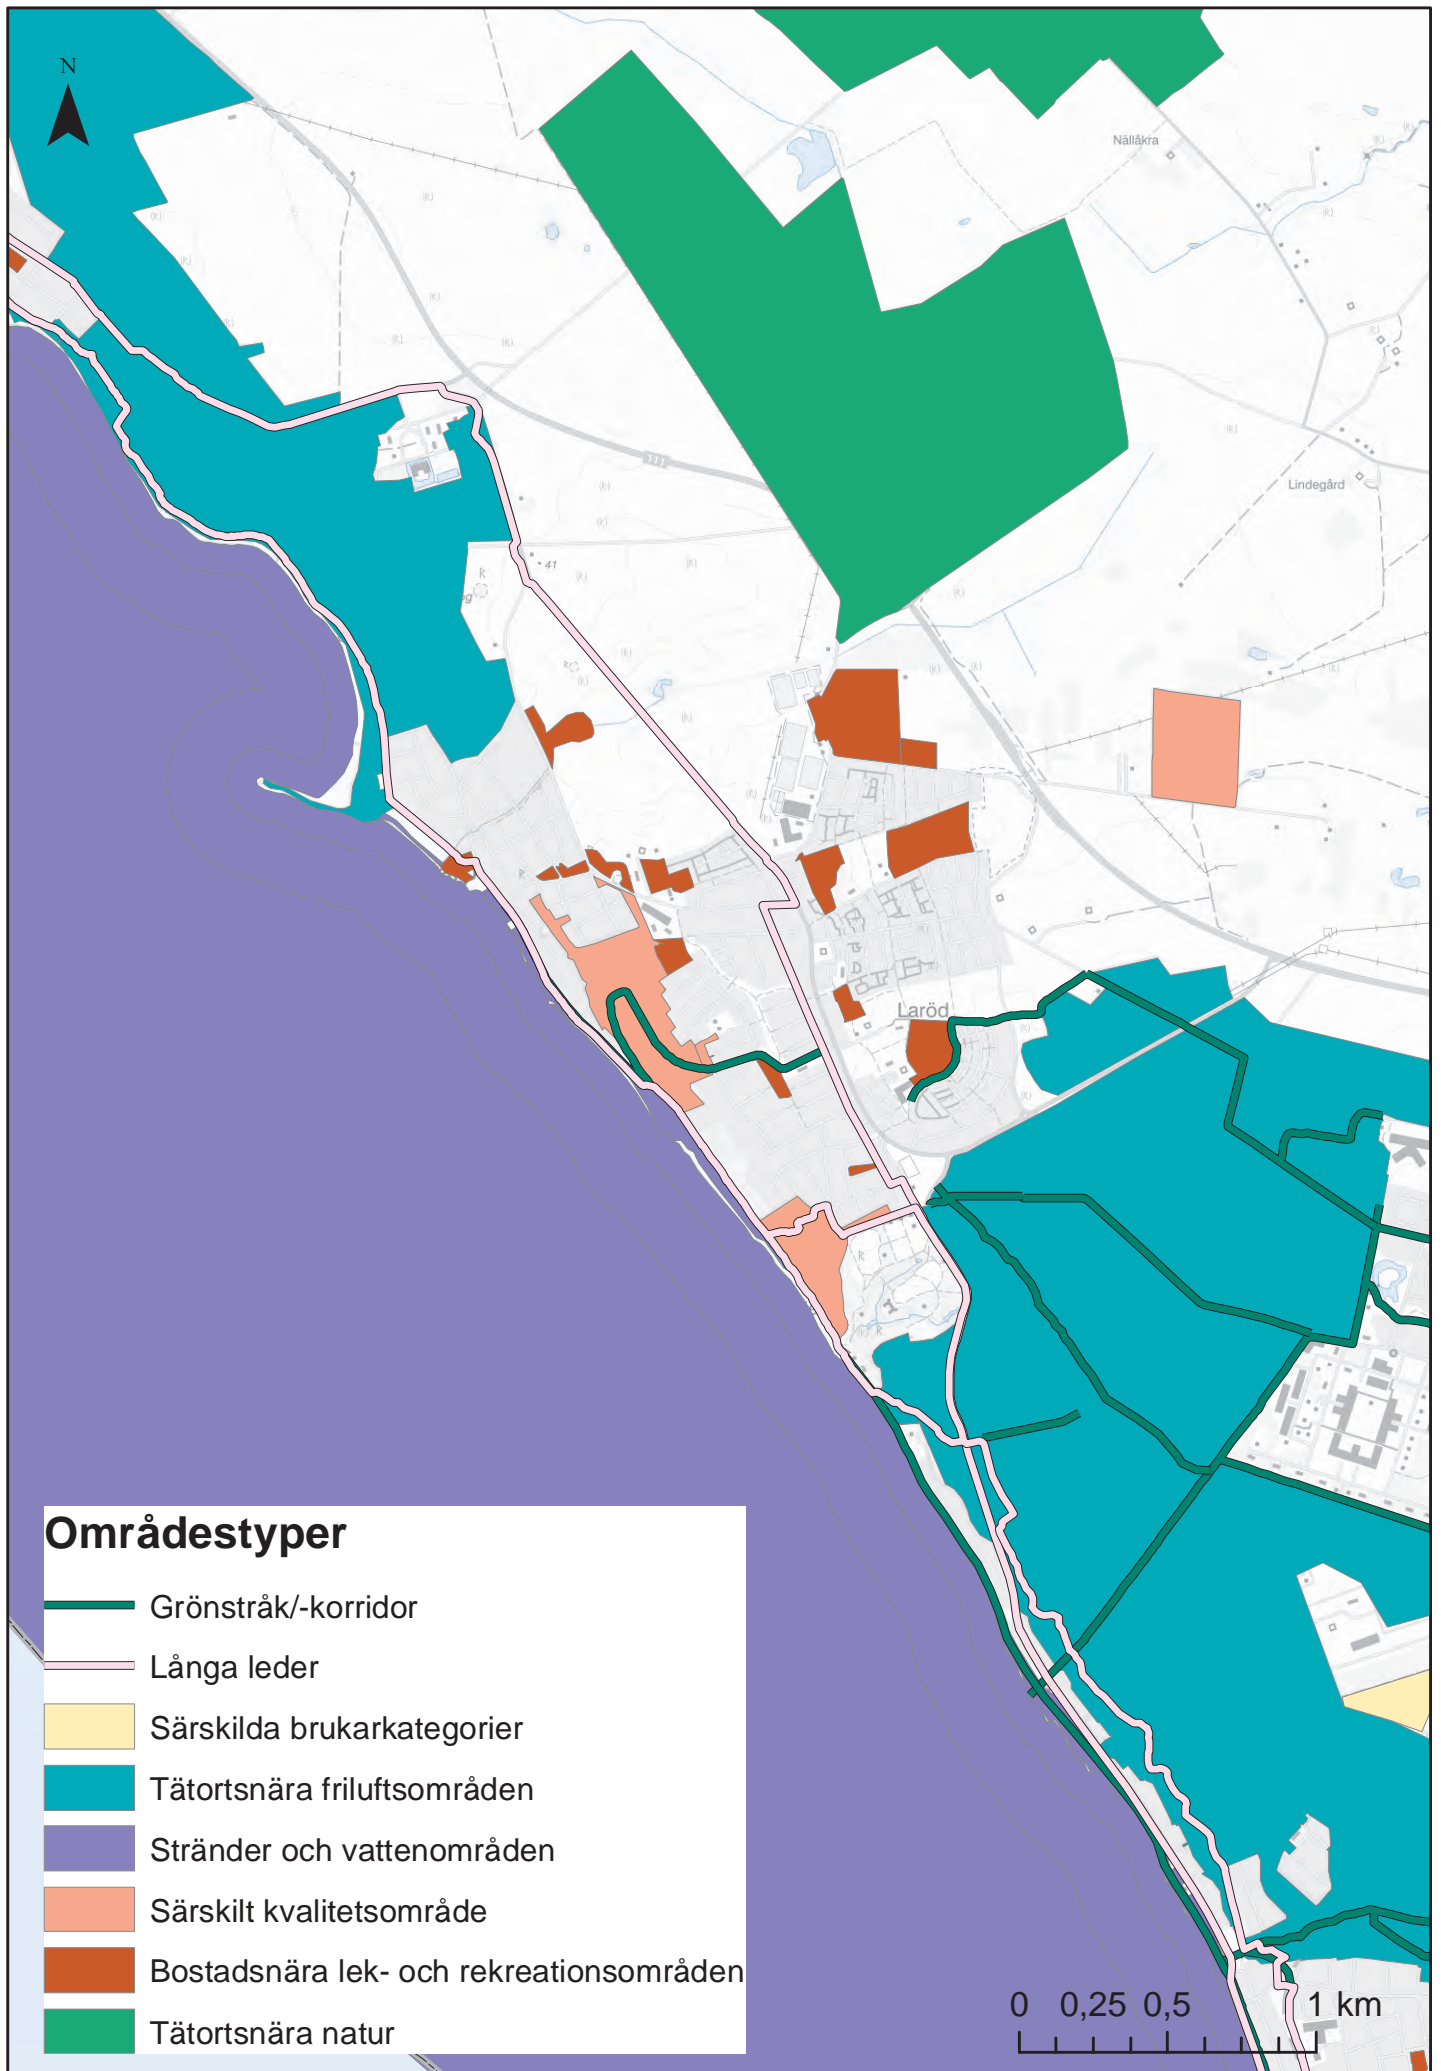 N
Nällåkra
Lindegård
111
41
R
R
R
Laröd
R
R
Områdestyper
Grönstråk/-korridor
Långa leder
Särskilda brukarkategorier
Tätortsnära friluftsområden
Stränder och vattenområden
Särskilt kvalitetsområde
Bostadsnära lek- och rekreationsområden
Tätortsnära natur
0 0,25 0,5 1 km